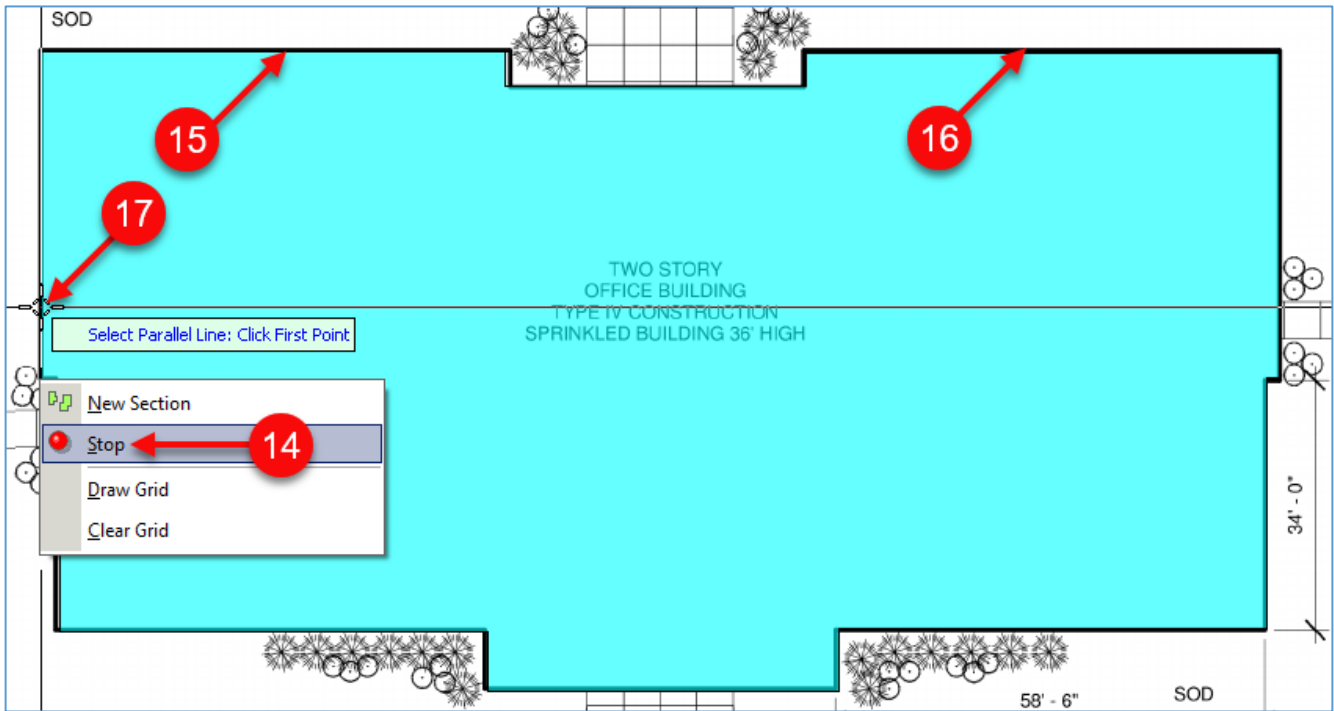 SOD
15
16
17
TWO STORY
OFFICE BUILDING
TYPE IV CONSTRUCTION
SPRINKLED BUILDING 36' HIGH
Select Parallel Line: Click First Point
New Section
Stop
14
Draw Grid
Clear Grid
34' - 0"
58' - 6"
SOD